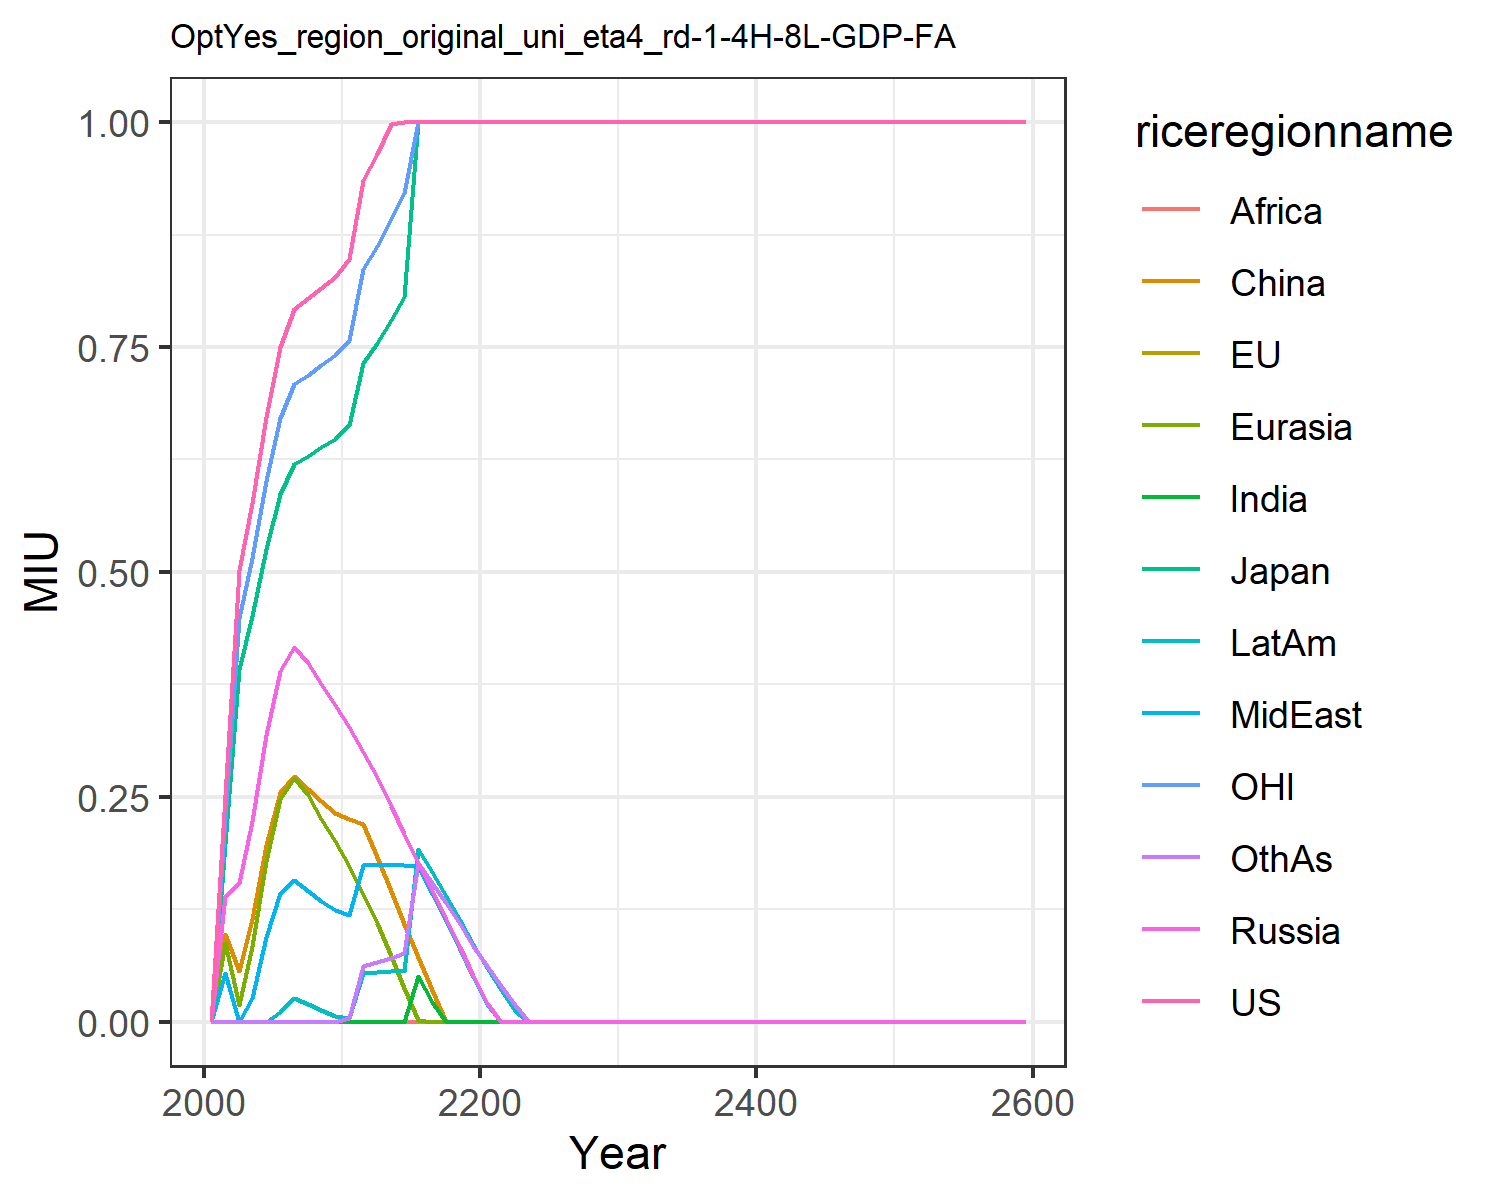 OptYes_region_original_uni_eta4_rd-1-4H-8L-GDP-FA
1.00
0.75
0.50
0.25
0.00
MIU
2000
2200
2400
2600
Year
riceregionname
Africa
China
EU
Eurasia
India
Japan
LatAm
MidEast
OHI
OthAs
Russia
US